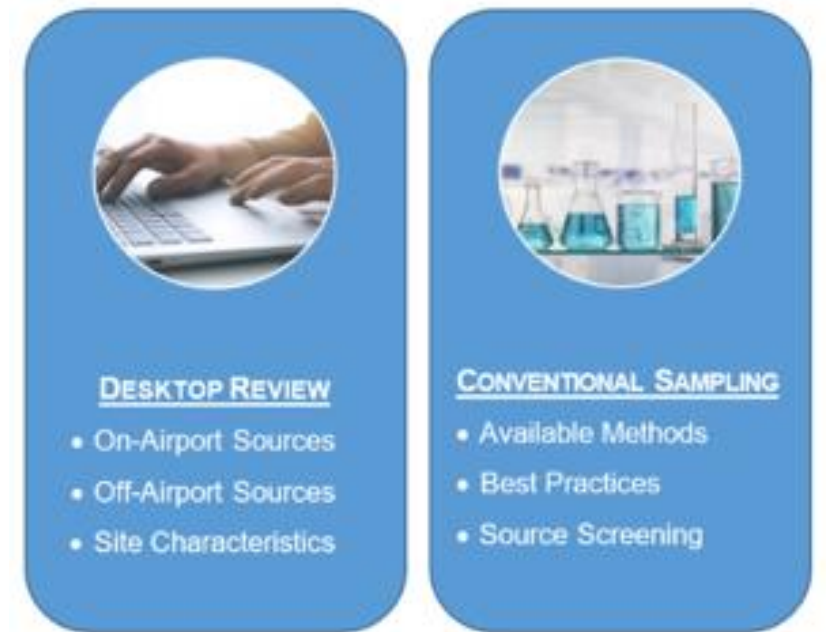 DESKTOP REVIEW
• On-Airport Sources
• Off-Airport Sources
• Site Characteristics
CONVENTIONAL SAMPLING
• Available Methods
• Best Practices
• Source Screening